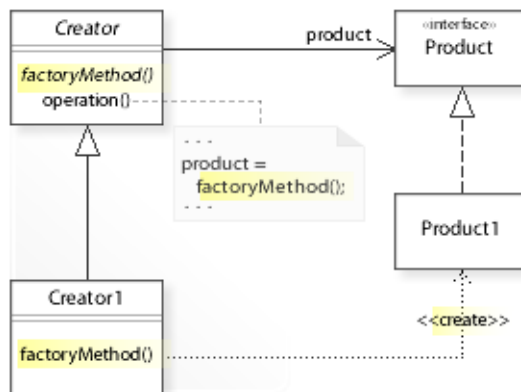 Creator
factoryMethod()
operation()
product
«interface»
Product
- - -
product =
factoryMethod();
- - -
Product1
Creator1
factoryMethod()
<<create>>